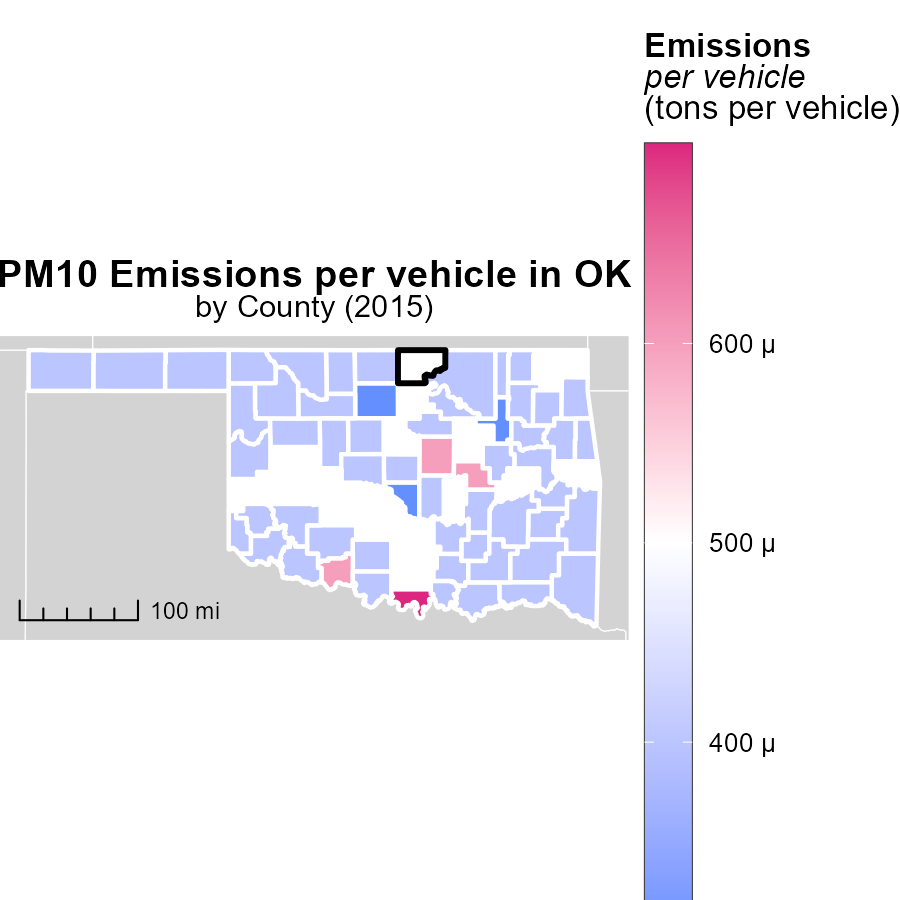 Emissions
per vehicle
(tons per vehicle)
PM10 Emissions per vehicle in OK
by County (2015)
600 µ
500 µ
400 µ
100 mi